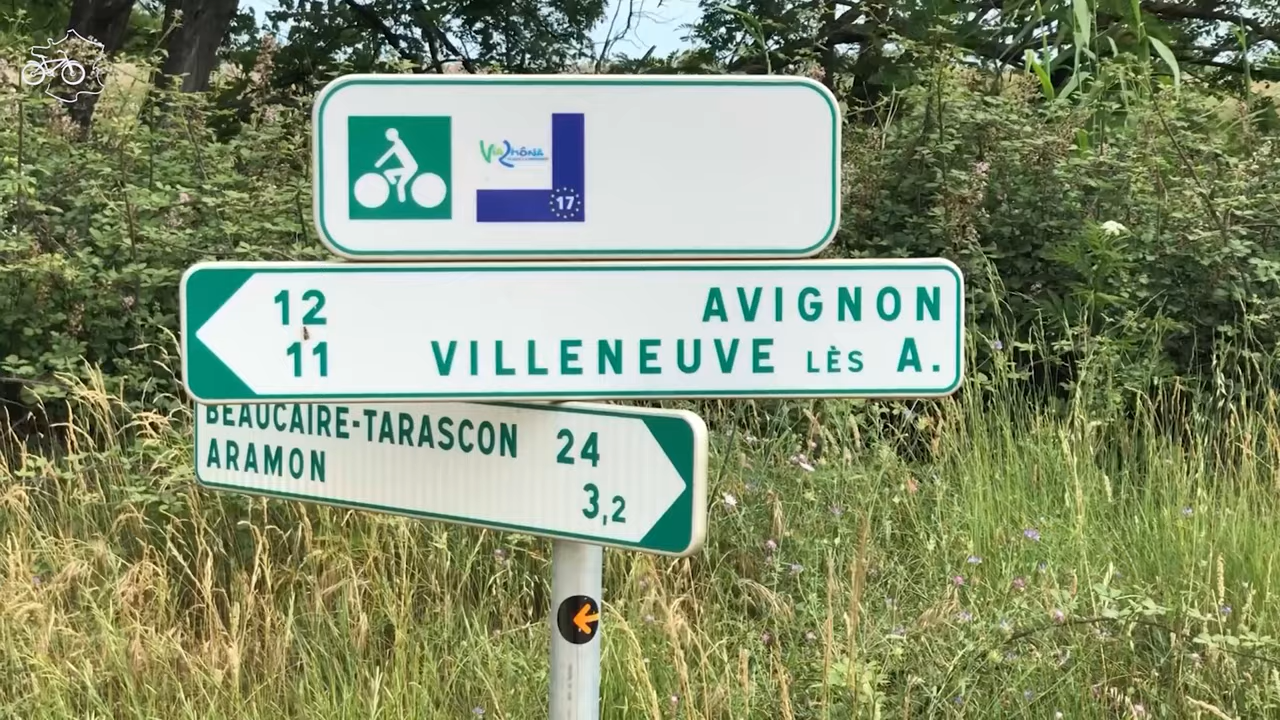 ViaRhôna
17
12 AVIGNON
11 VILLENEUVE LÈS A.
BEAUCAIRE-TARASCON 24
ARAMON 3,2